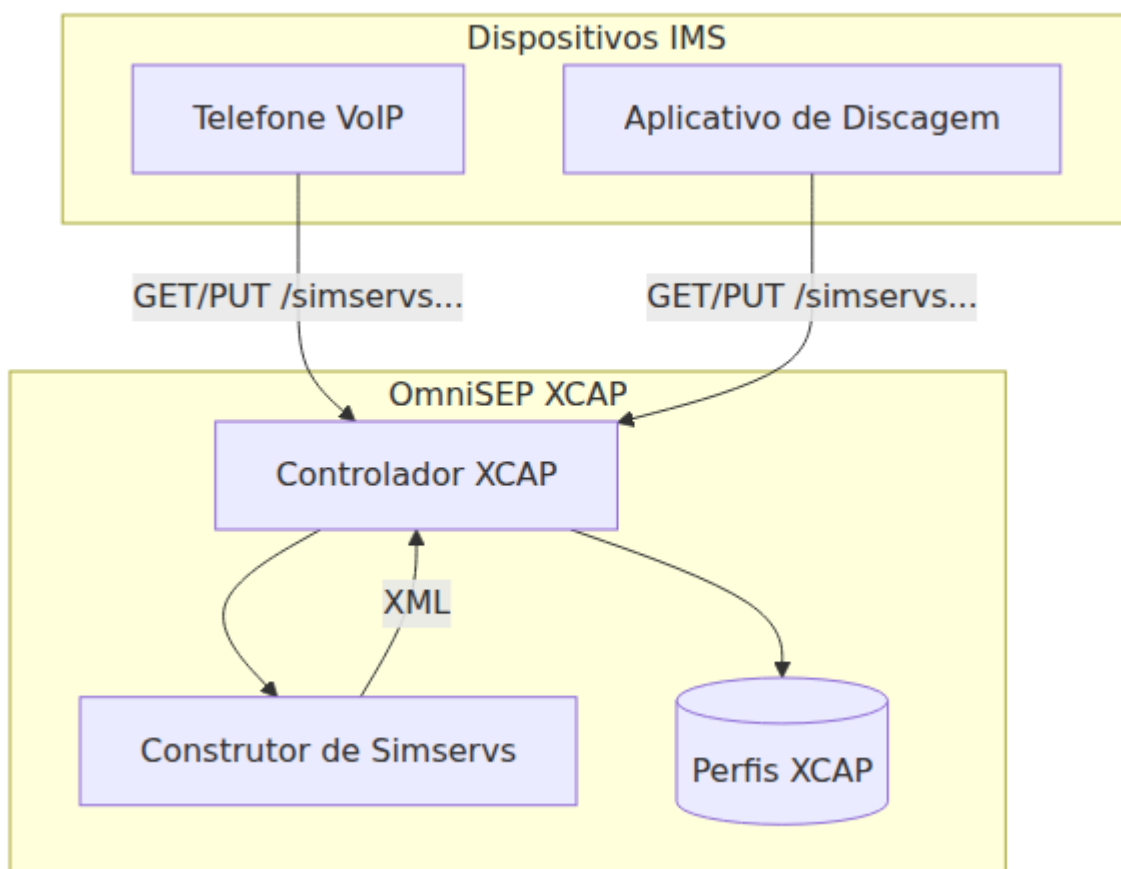 Dispositivos IMS
Telefone VoIP
Aplicativo de Discagem
GET/PUT /simservs...
GET/PUT /simservs...
OmniSEP XCAP
Controlador XCAP
XML
Construtor de Simservs
Perfis XCAP